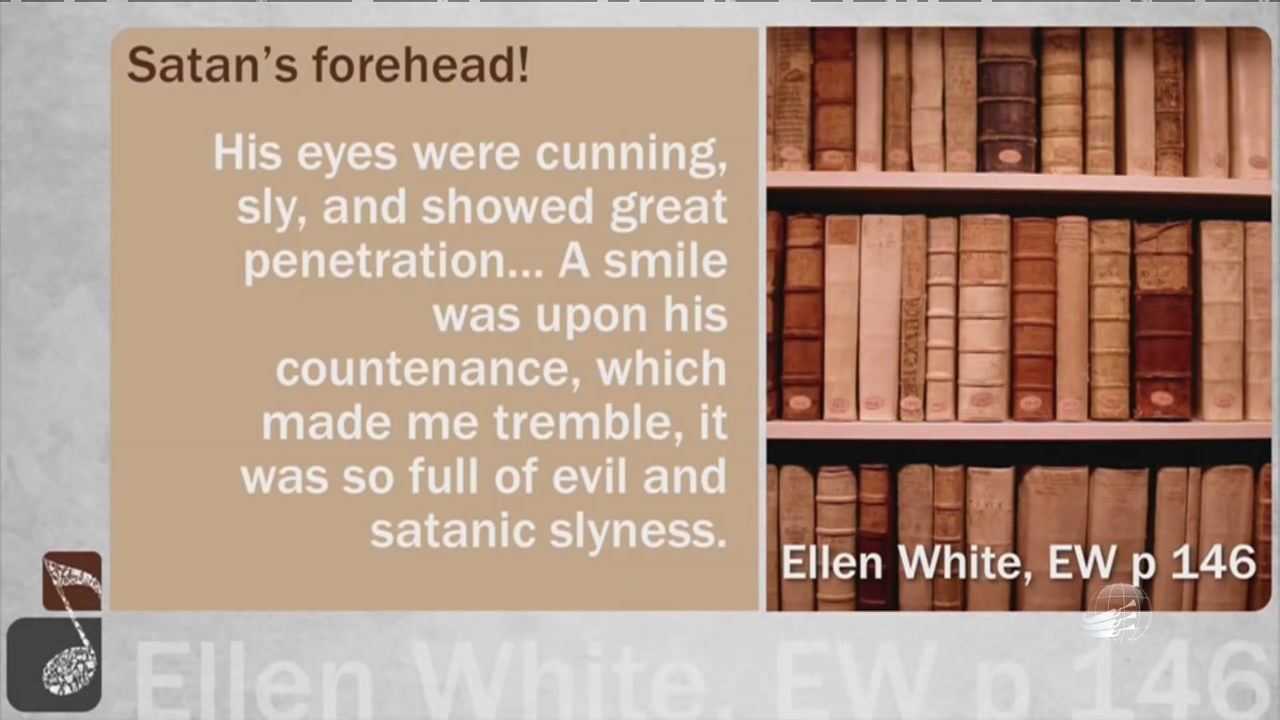 Satan's forehead!
His eyes were cunning,
sly, and showed great
penetration... A smile
was upon his
countenance, which
made me tremble, it
was so full of evil and
satanic slyness.
Ellen White, EW p 146
Ellen White, EW p 146